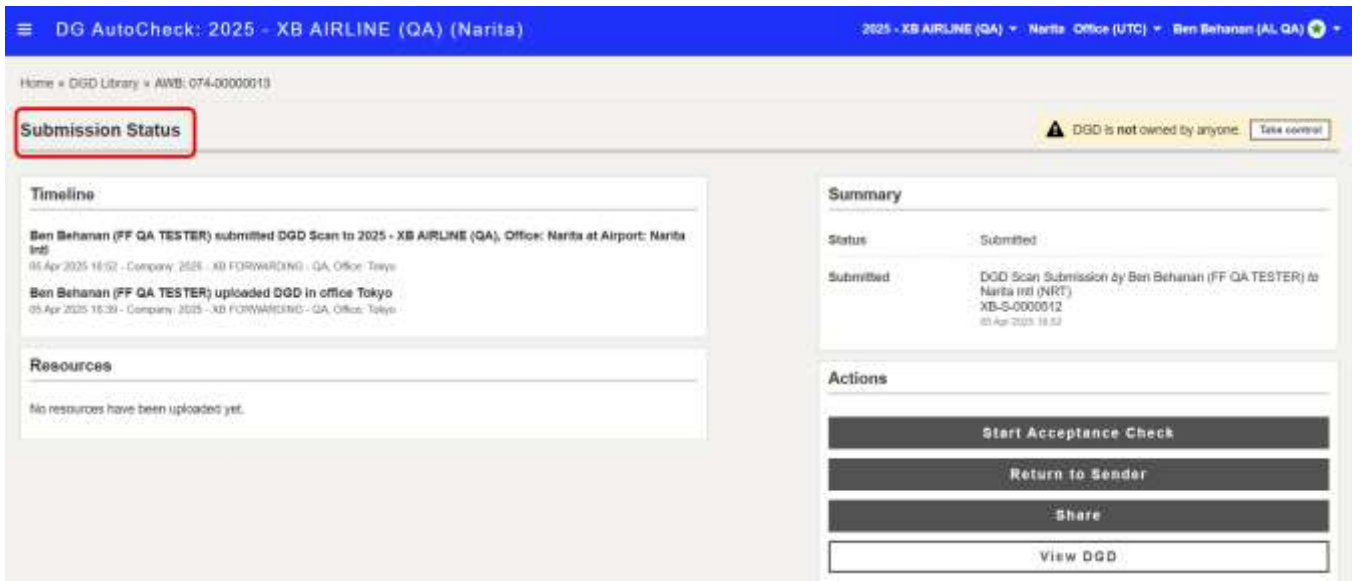 DG AutoCheck: 2025 - XB AIRLINE (QA) (Narita)
2025 - XB AIRLINE (QA) Narita Office (UTC) Ben Behanan (AL QA)
Home » DGD Library » AWB: 074-00000013
Submission Status
DGD is not owned by anyone. Take control
Timeline
Ben Behanan (FF QA TESTER) submitted DGD Scan to 2025 - XB AIRLINE (QA), Office: Narita at Airport: Narita
Intl
05 Apr 2025 16:52 - Company: 2025 - XB FORWARDING - QA, Office: Tokyo
Ben Behanan (FF QA TESTER) uploaded DGD in office Tokyo
05 Apr 2025 16:39 - Company: 2025 - XB FORWARDING - QA, Office: Tokyo
Resources
No resources have been uploaded yet.
Summary
Status Submitted
Submitted DGD Scan Submission by Ben Behanan (FF QA TESTER) to
Narita Intl (NRT)
XB-S-0000512
05 Apr 2025 16:52
Actions
Start Acceptance Check
Return to Sender
Share
View DGD